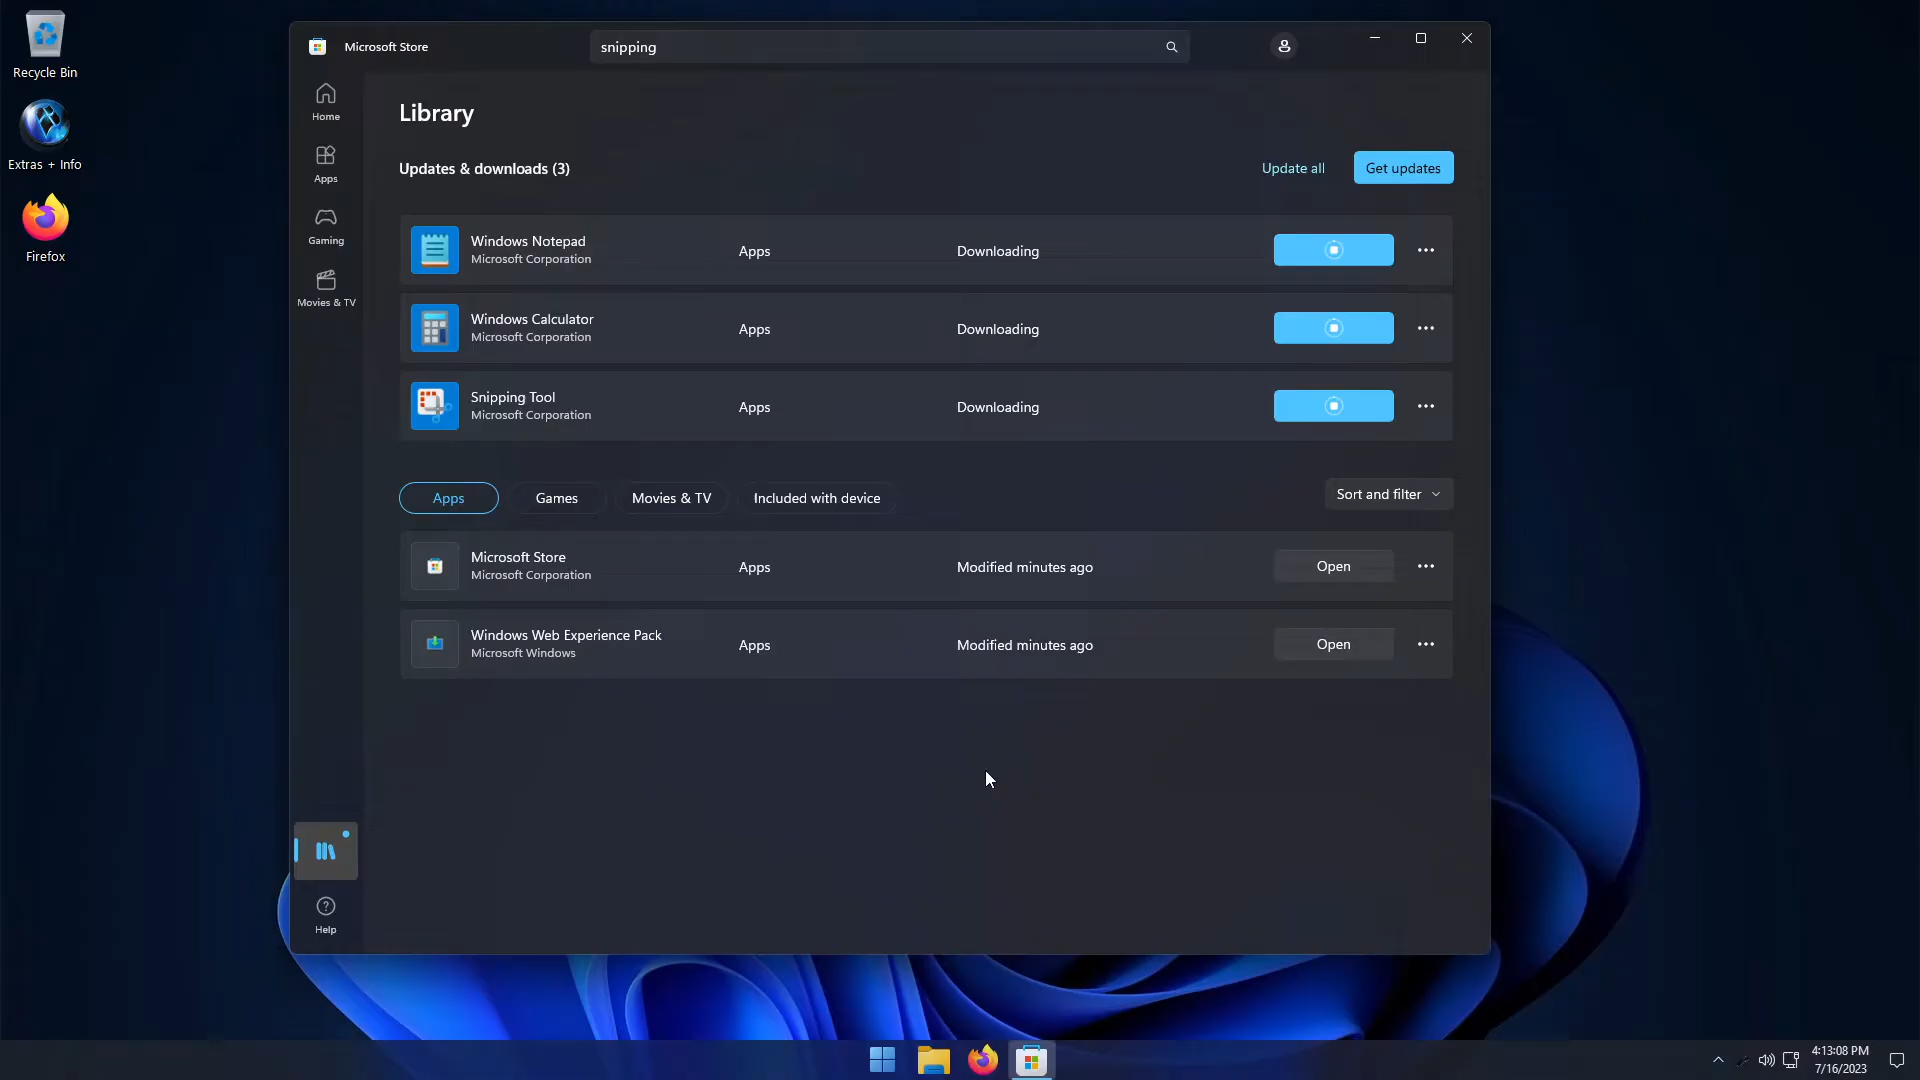 Recycle Bin
Extras + Info
Firefox
Microsoft Store
snipping
Home
Apps
Gaming
Movies & TV
Help
Library
Updates & downloads (3)
Update all
Get updates
Windows Notepad
Microsoft Corporation
Apps
Downloading
Windows Calculator
Microsoft Corporation
Apps
Downloading
Snipping Tool
Microsoft Corporation
Apps
Downloading
Apps
Games
Movies & TV
Included with device
Sort and filter
Microsoft Store
Microsoft Corporation
Apps
Modified minutes ago
Open
Windows Web Experience Pack
Microsoft Windows
Apps
Modified minutes ago
Open
4:13:08 PM
7/16/2023